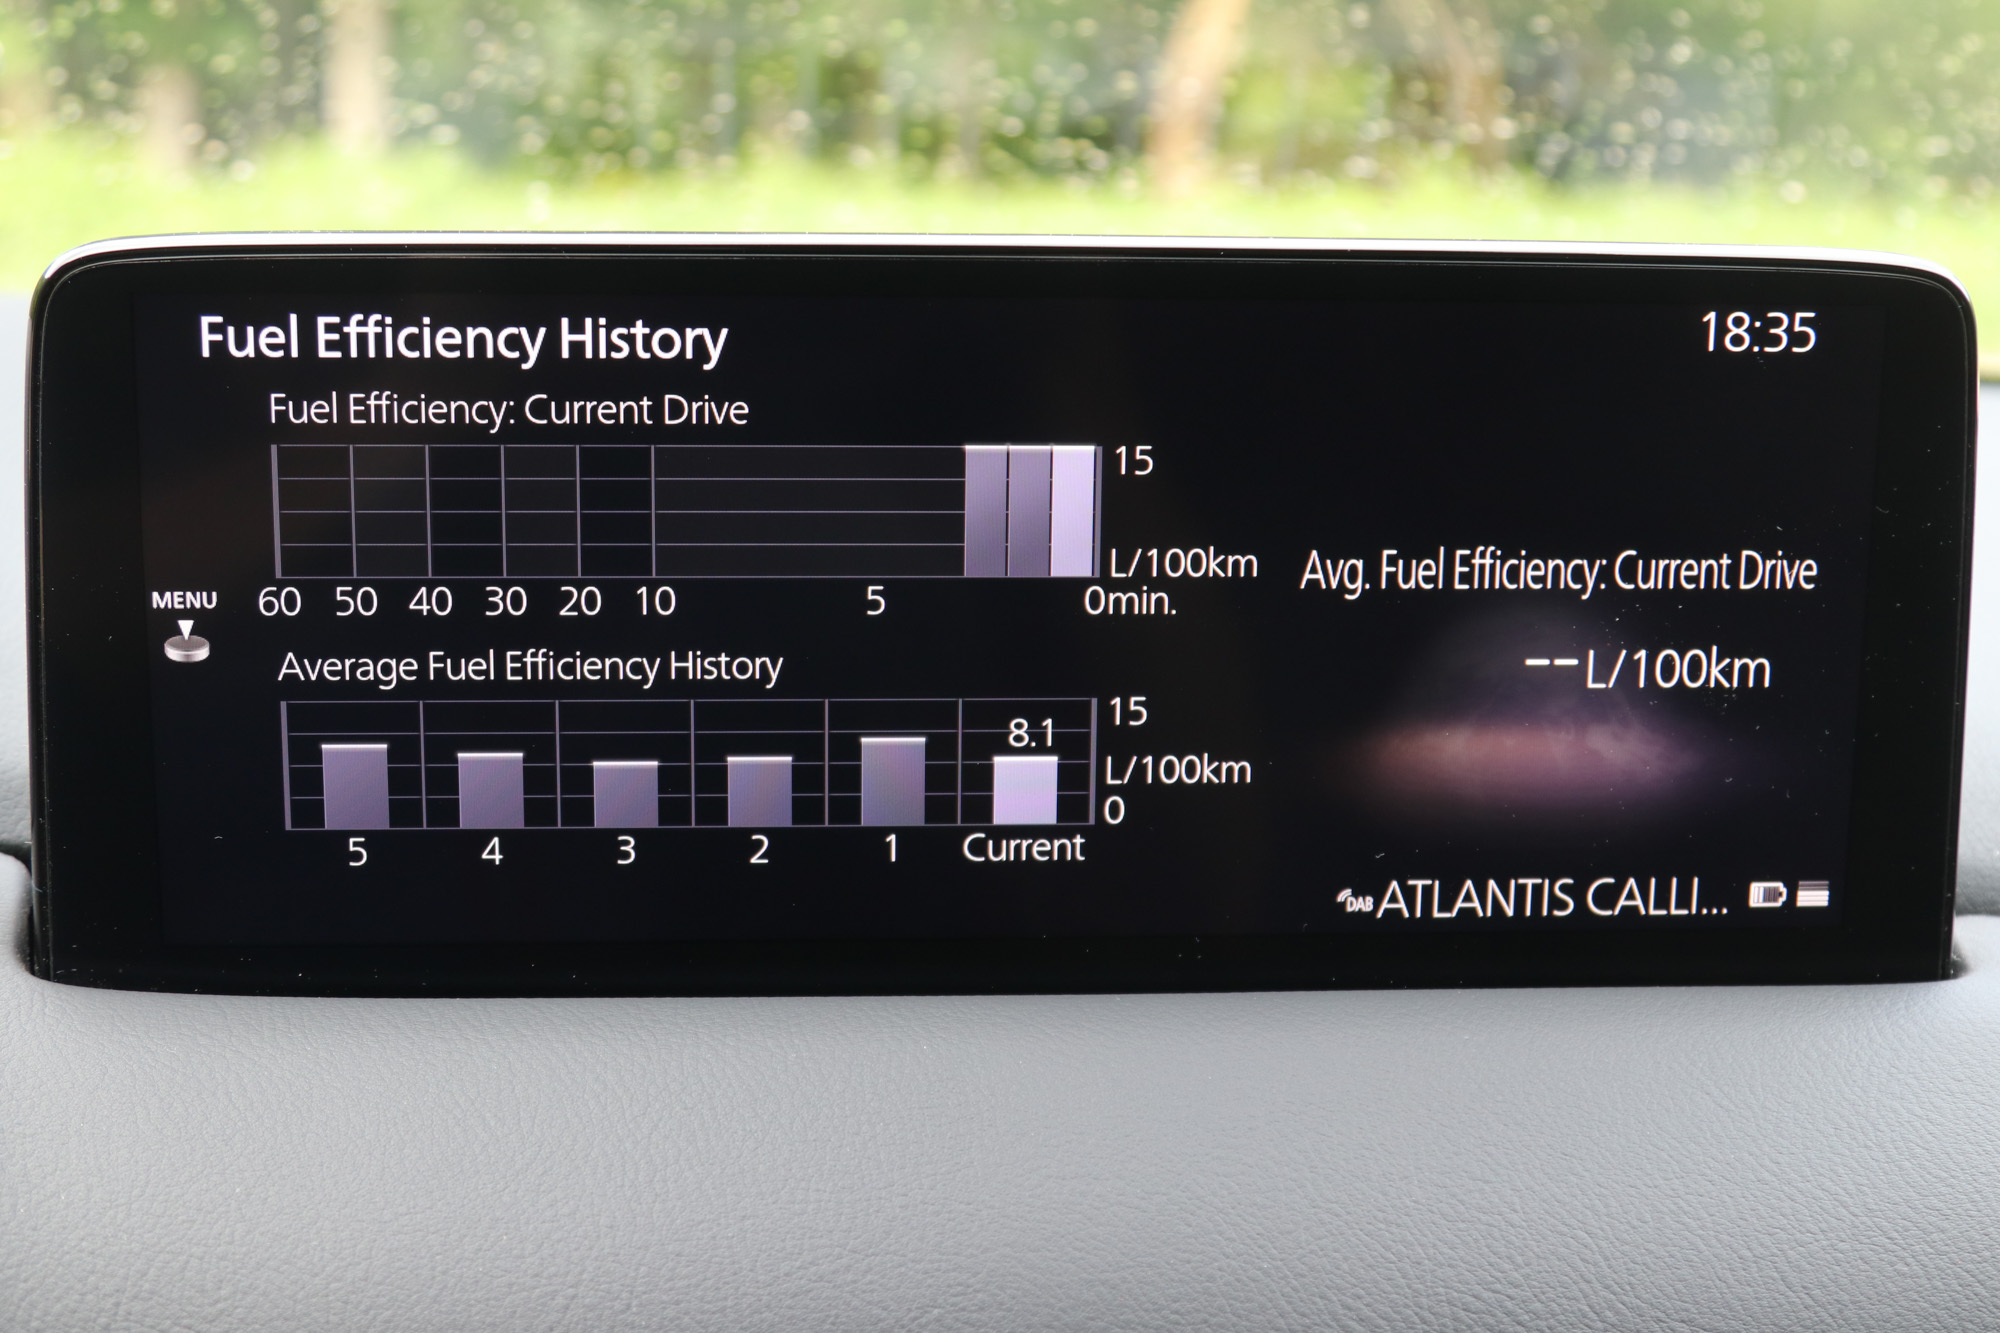 Fuel Efficiency History
18:35
Fuel Efficiency: Current Drive
15
L/100km
60 50 40 30 20 10 5 0min.
MENU
Average Fuel Efficiency History
15
8.1
L/100km
0
5 4 3 2 1 Current
Avg. Fuel Efficiency: Current Drive
--L/100km
DAB ATLANTIS CALLI...